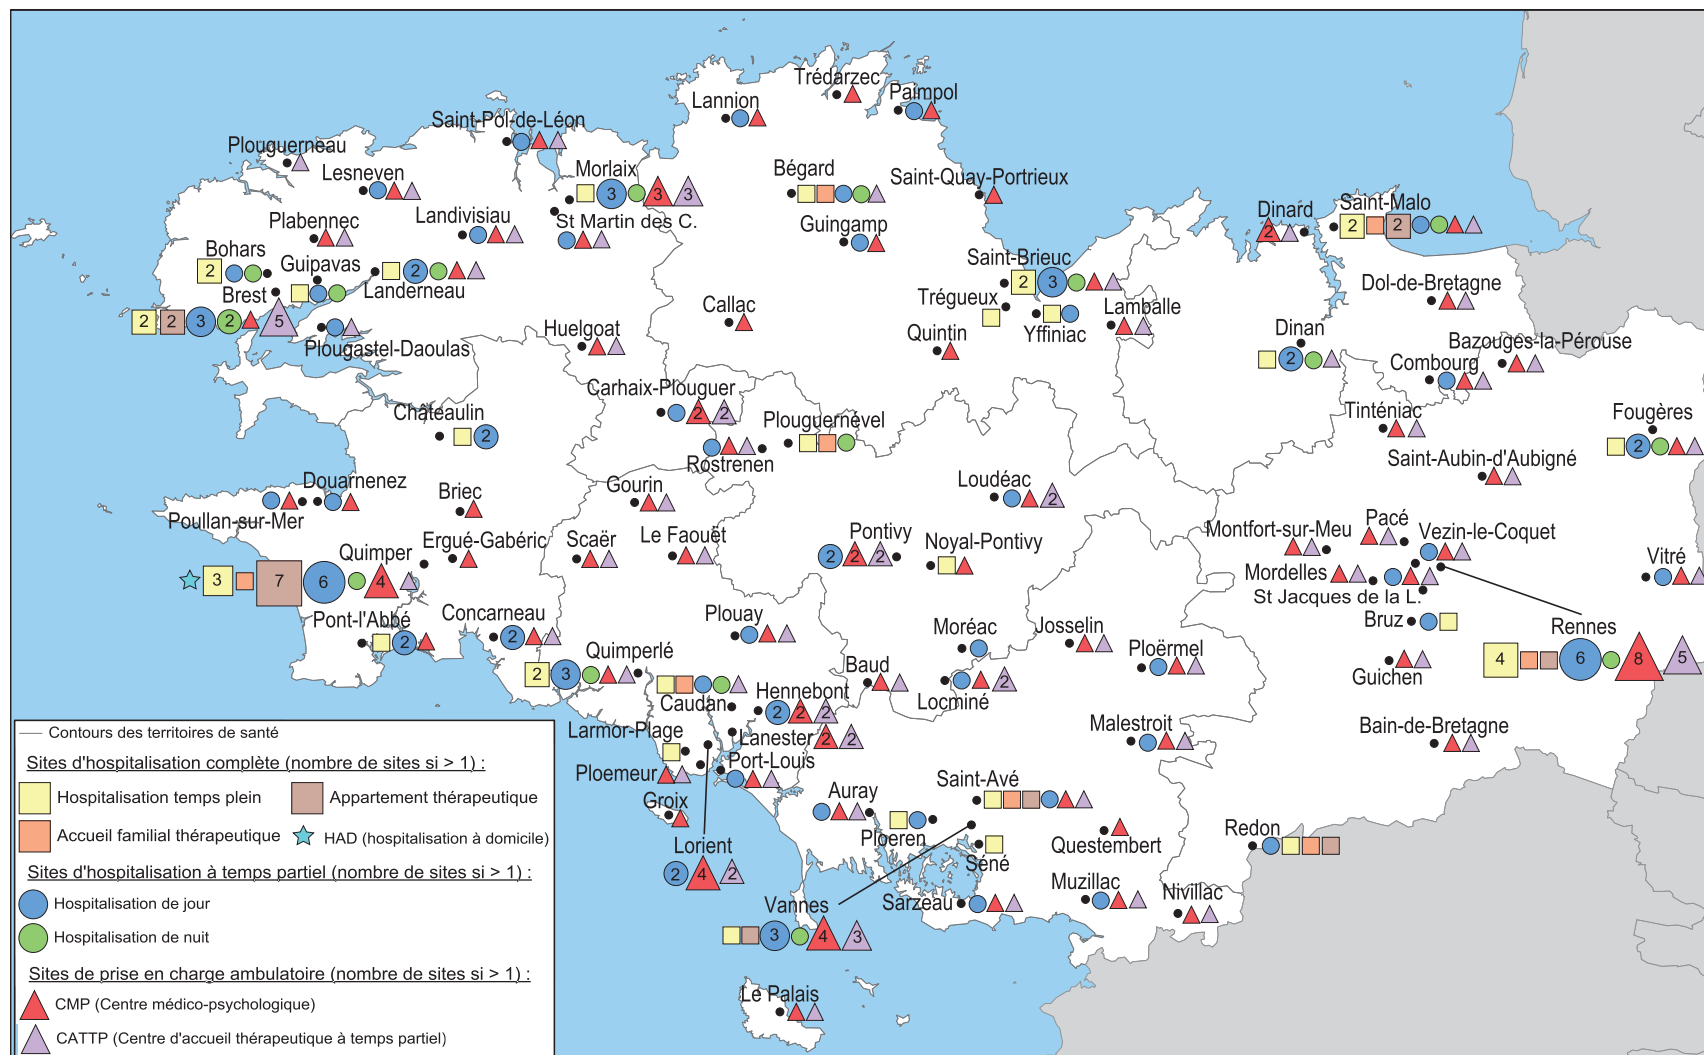 Trédarzec
Lannion
Paimpol
Saint-Pol-de-Léon
Plouguerneau
Lesneven
Morlaix
3
3
3
Bégard
Saint-Quay-Portrieux
Plabennec
Landivisiau
St Martin des C.
Guingamp
Dinard
2
Saint-Malo
2
2
Bohars
2
Guipavas
2
Landerneau
Saint-Brieuc
2
3
Dol-de-Bretagne
Brest
2
2
3
2
5
Plougastel-Daoulas
Callac
Trégueux
Yffiniac
Lamballe
Huelgoat
Quintin
Dinan
2
Bazouges-la-Pérouse
Combourg
Carhaix-Plouguer
2
2
Châteaulin
2
Plouguernével
Tinténiac
Fougères
2
Rostrenen
Saint-Aubin-d'Aubigné
Douarnenez
Poullan-sur-Mer
Briec
Gourin
Loudéac
2
Ergué-Gabéric
Scaër
Le Faouët
Pontivy
2
2
2
Noyal-Pontivy
Montfort-sur-Meu
Pacé
Vezin-le-Coquet
Vitré
Quimper
3
7
6
4
Mordelles
St Jacques de la L.
Pont-l'Abbé
2
Concarneau
2
Plouay
Moréac
Josselin
Ploërmel
Bruz
Rennes
4
6
8
5
Quimperlé
2
3
Baud
Locminé
2
Guichen
Caudan
Hennebont
2
2
2
Larmor-Plage
Lanester
2
2
Malestroit
Bain-de-Bretagne
Ploemeur
Port-Louis
Groix
Auray
Saint-Avé
Ploeren
Questembert
Redon
Lorient
2
4
2
Séné
Vannes
3
4
3
Sarzeau
Muzillac
Nivillac
Le Palais
Contours des territoires de santé
Sites d'hospitalisation complète (nombre de sites si > 1) :
Hospitalisation temps plein
Appartement thérapeutique
Accueil familial thérapeutique
HAD (hospitalisation à domicile)
Sites d'hospitalisation à temps partiel (nombre de sites si > 1) :
Hospitalisation de jour
Hospitalisation de nuit
Sites de prise en charge ambulatoire (nombre de sites si > 1) :
CMP (Centre médico-psychologique)
CATTP (Centre d'accueil thérapeutique à temps partiel)